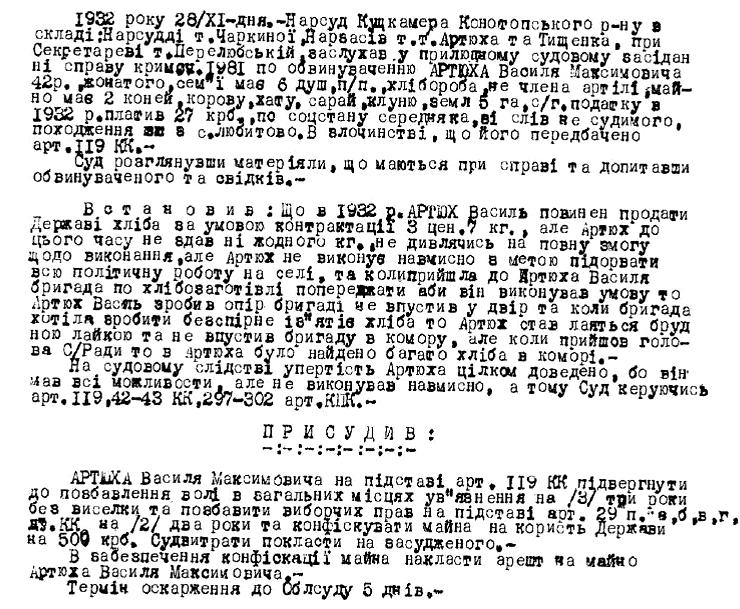 1932 року 28/XI-дня.-Нарсуд Кущкамера Конотопського р-ну в
складі:Нарсудді т.Чаркиної,Нарзасів т.т.Артюха та Тищенка, при
Секретареві т.Перелюбській,заслухав у прилюдному судовому засідан
ні справу кримсу.1981 по обвинуваченню АРТЮХА Василя Максимовича
42р.,жонатого,сем"ї має 6 душ,п/п.,хлібороба,не члена артілі,май-
но має 2 коней,корову,хату,сарай,клуню,землі 5 га,с/г.податку в
1932 р.платив 27 крб.,по соцстану середняка,зі слів не судимого,
походження з с.любитово.В злочинстві,що його передбачено
арт.119 КК.-
Суд розглянувши матеріяли,що маються при справі та допитавши
обвинуваченого та свідків.-
Встановив:Що в 1932 р.АРТЮХ Василь повинен продати
Державі хліба за умовою контрактації 3 цен.7 кг., але Артюх до
цього часу не здав ні жодного кг.,не дивлячись на повну змогу
щодо виконання,але Артюх не виконує навмисно з метою підорвати
всю політичну роботу на селі, та колиприйшла до Артюха Василя
бригада по хлібозаготівлі попереджати аби він виконував умову то
Артюх Василь зробив опір бригаді не впустив у двір та коли бригада
хотіла зробити безспірне із"ятіє хліба то Артюх став лаяться бруд
ною лайкою та не впустив бригаду в комору, але коли прийшов голо-
ва С/Ради то в Артюха було найдено багато хліба в коморі.-
На судовому слідстві упертість Артюха цілком доведено, бо він
мав всі можливости, але не виконував навмисно, а тому Суд керуючись
арт.119,42-43 КК,297-302 арт.КПК.-
ПРИСУДИВ:
-:-:-:-:-:-:-:-
АРТЮХА Василя Максимовича на підставі арт. 119 КК підвергнути
до позбавлення волі в загальних місцях ув"язнення на /3/ три роки
без виселки та позбавити виборчих прав на підставі арт. 29 п."а,б,в,г,
КК на /2/ два роки та конфіскувати майна на користь Держави
на 500 крб. Судвитрати покласти на засудженого.-
В забезпечення конфіскації майна накласти арешт на майно
Артюха Василя Максимовича.-
Термін оскарження до Облсуду 5 днів.-